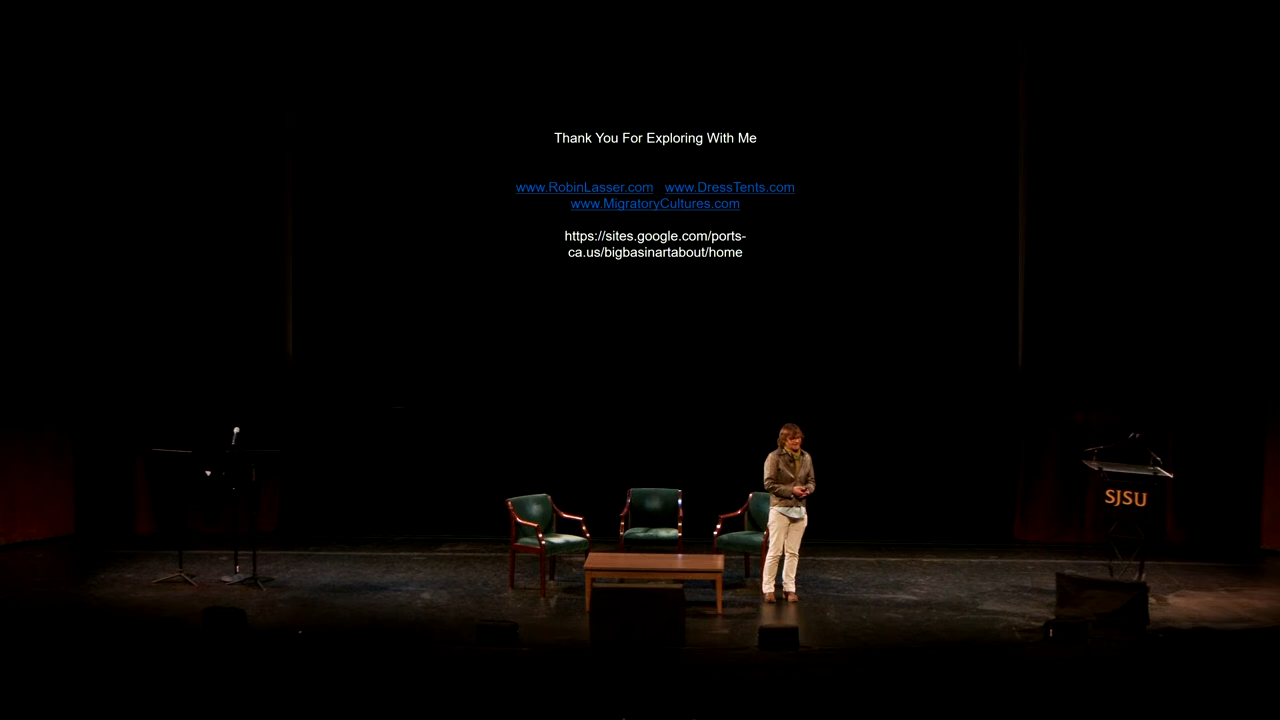 Thank You For Exploring With Me
www.RobinLasser.com www.DressTents.com
www.MigratoryCultures.com
https://sites.google.com/ports-
ca.us/bigbasinartabout/home
SJSU